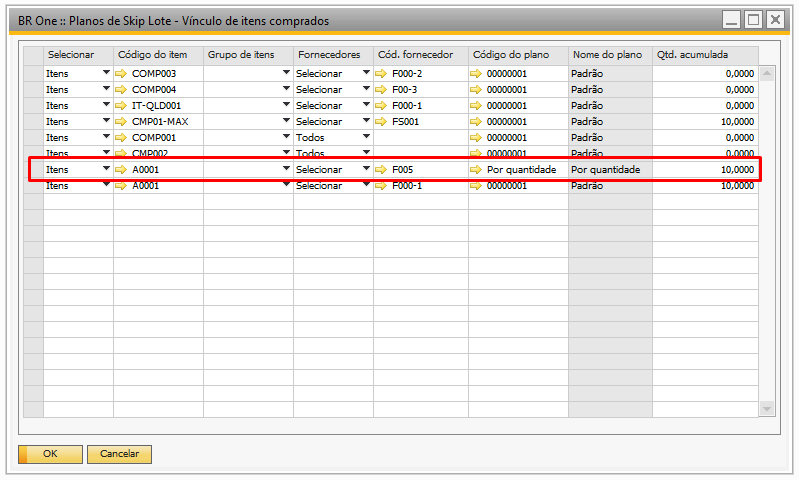 BR One :: Planos de Skip Lote - Vínculo de itens comprados
Selecionar Código do item Grupo de itens Fornecedores Cód. fornecedor Código do plano Nome do plano Qtd. acumulada
Itens COMP003 Selecionar F000-2 00000001 Padrão 0,0000
Itens COMP004 Selecionar F00-3 00000001 Padrão 0,0000
Itens IT-QLD001 Selecionar F000-1 00000001 Padrão 0,0000
Itens CMP01-MAX Selecionar FS001 00000001 Padrão 10,0000
Itens COMP001 Todos 00000001 Padrão 0,0000
Itens CMP002 Todos 00000001 Padrão 0,0000
Itens A0001 Selecionar F005 Por quantidade Por quantidade 10,0000
Itens A0001 Selecionar F000-1 00000001 Padrão 10,0000
OK Cancelar